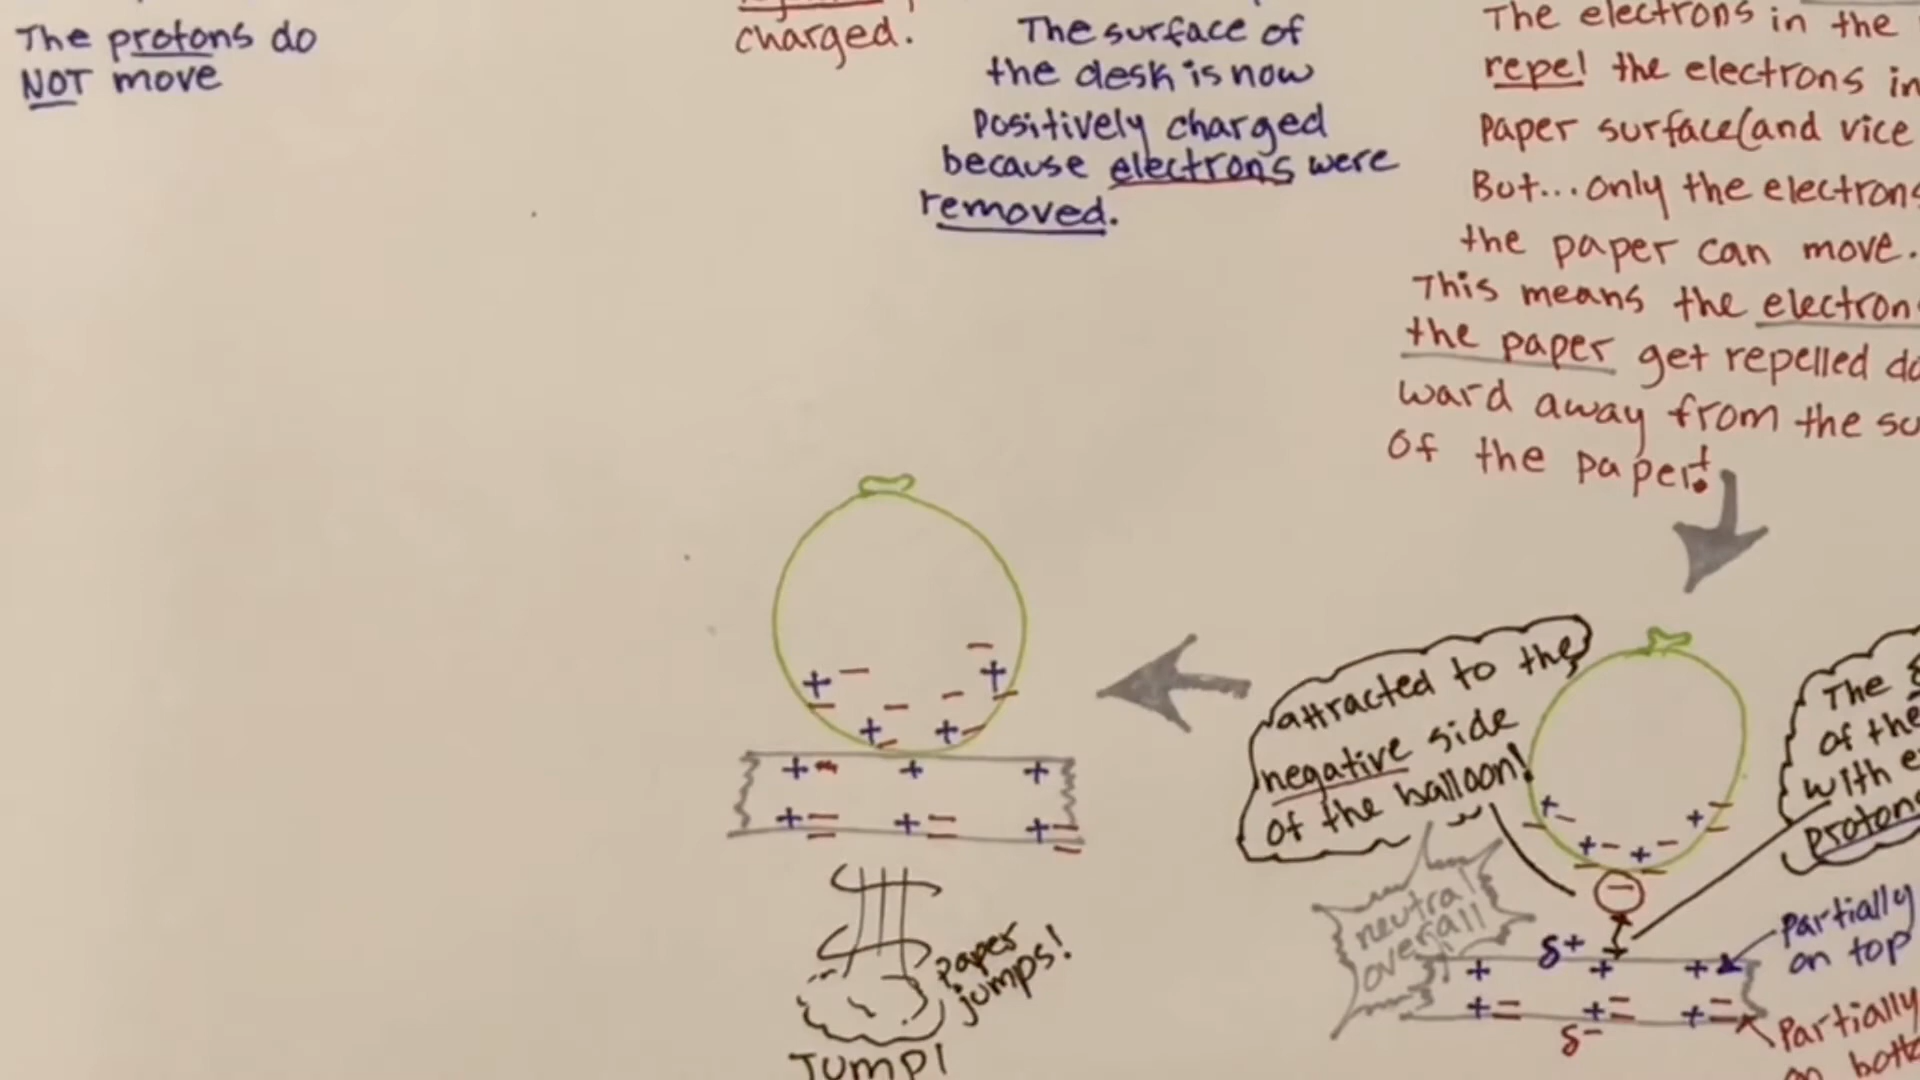 The protons do
NOT move
charged.
The surface of
the desk is now
positively charged
because electrons were
removed.
The electrons in the
repel the electrons in
paper surface (and vice
But... only the electrons
the paper can move.
This means the electron
the paper get repelled do
ward away from the su
of the paper!
attracted to the
negative side
of the balloon!
The
of the
with e
protons
neutral
overall
δ+
δ-
Partially
on top
Partially
on bott
+ - + - + - + -
+ - + +
+ = + = + =
Paper
jumps!
JUMP!